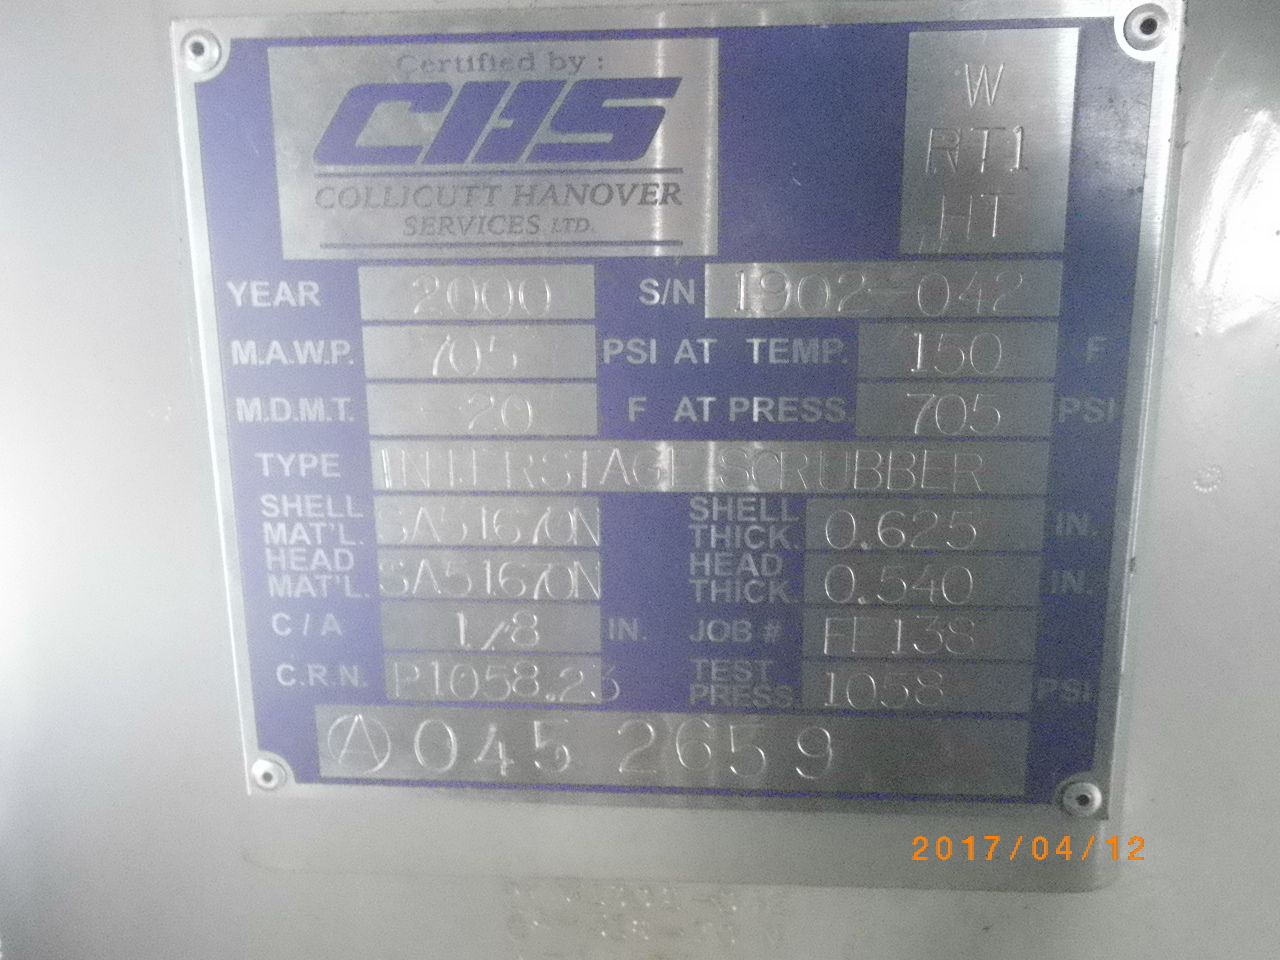 Certified by :
CHS
COLLICUTT HANOVER
SERVICES LTD.
W
RT1
HT
YEAR 2000 S/N 1902-042
M.A.W.P. 705 PSI AT TEMP. 150 F
M.D.M.T. 20 F AT PRESS. 705 PSI
TYPE INTERSTAGE SCRUBBER
SHELL MAT'L. SA51670N SHELL THICK. 0.625 IN.
HEAD MAT'L. SA51670N HEAD THICK. 0.540 IN.
C/A 1/8 IN. JOB # FF138
C.R.N. P1058.23 TEST PRESS. 1058 PSI
A 045 2659
2017/04/12